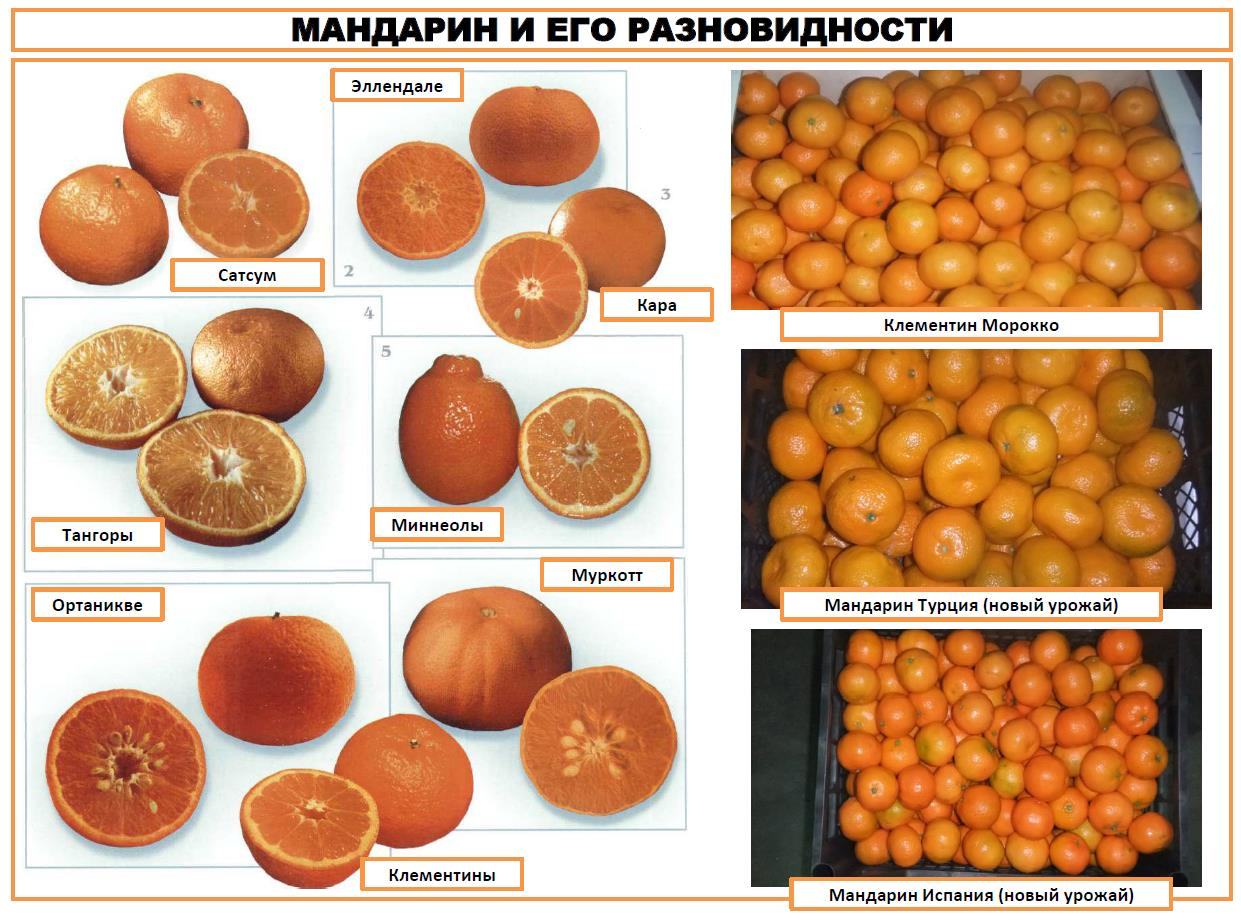 МАНДАРИН И ЕГО РАЗНОВИДНОСТИ
Эллендале
3
2
Сатсум
Кара
Клементин Морокко
4
5
Миннеолы
Тангоры
Муркотт
Ортаникве
Мандарин Турция (новый урожай)
Клементины
Мандарин Испания (новый урожай)